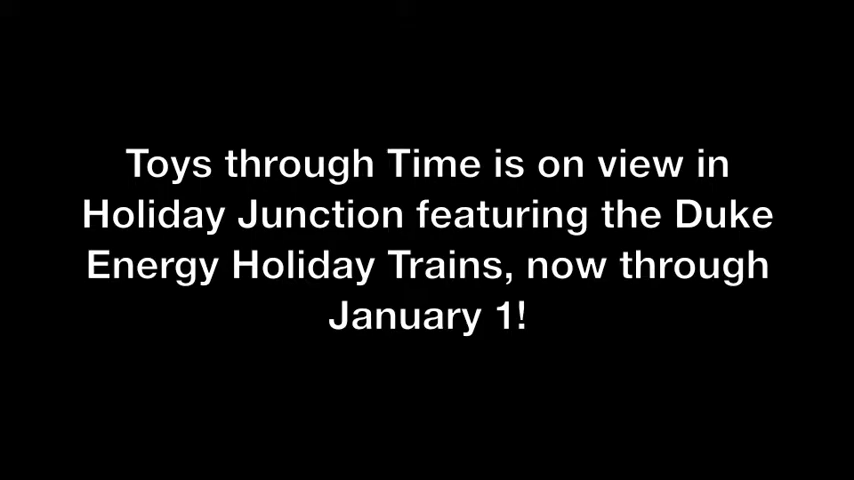 Toys through Time is on view in
Holiday Junction featuring the Duke
Energy Holiday Trains, now through
January 1!